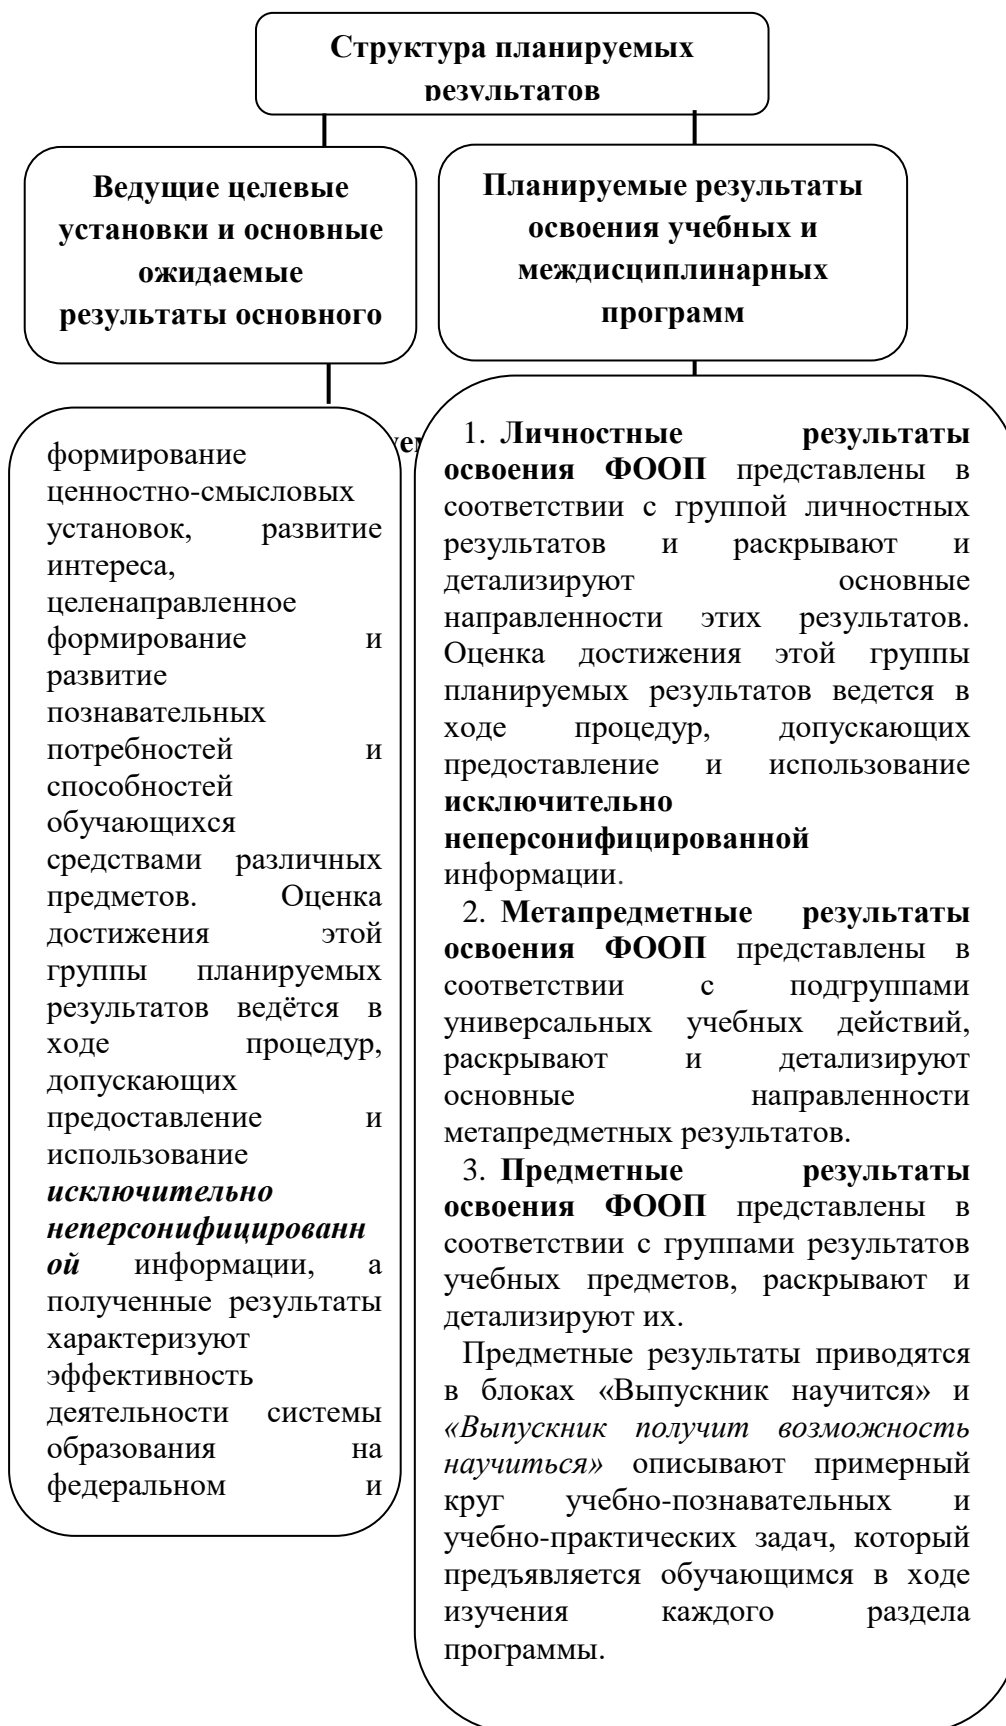 Структура планируемых
результатов
Ведущие целевые
установки и основные
ожидаемые
результаты основного
Планируемые результаты
освоения учебных и
междисциплинарных
программ
формирование
ценностно-смысловых
установок, развитие
интереса,
целенаправленное
формирование и
развитие
познавательных
потребностей и
способностей
обучающихся
средствами различных
предметов. Оценка
достижения этой
группы планируемых
результатов ведётся в
ходе процедур,
допускающих
предоставление и
использование
исключительно
неперсонифицированн
ой информации, а
полученные результаты
характеризуют
эффективность
деятельности системы
образования на
федеральном и
1. Личностные результаты
освоения ФООП представлены в
соответствии с группой личностных
результатов и раскрывают и
детализируют основные
направленности этих результатов.
Оценка достижения этой группы
планируемых результатов ведется в
ходе процедур, допускающих
предоставление и использование
исключительно
неперсонифицированной
информации.
2. Метапредметные результаты
освоения ФООП представлены в
соответствии с подгруппами
универсальных учебных действий,
раскрывают и детализируют
основные направленности
метапредметных результатов.
3. Предметные результаты
освоения ФООП представлены в
соответствии с группами результатов
учебных предметов, раскрывают и
детализируют их.
Предметные результаты приводятся
в блоках «Выпускник научится» и
«Выпускник получит возможность
научиться» описывают примерный
круг учебно-познавательных и
учебно-практических задач, который
предъявляется обучающимся в ходе
изучения каждого раздела
программы.